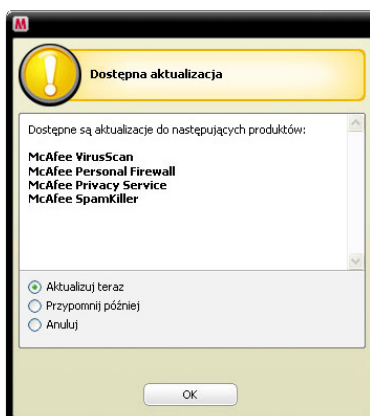 M
Dostępna aktualizacja
Dostępne są aktualizacje do następujących produktów:
McAfee VirusScan
McAfee Personal Firewall
McAfee Privacy Service
McAfee SpamKiller
Aktualizuj teraz
Przypomnij później
Anuluj
OK